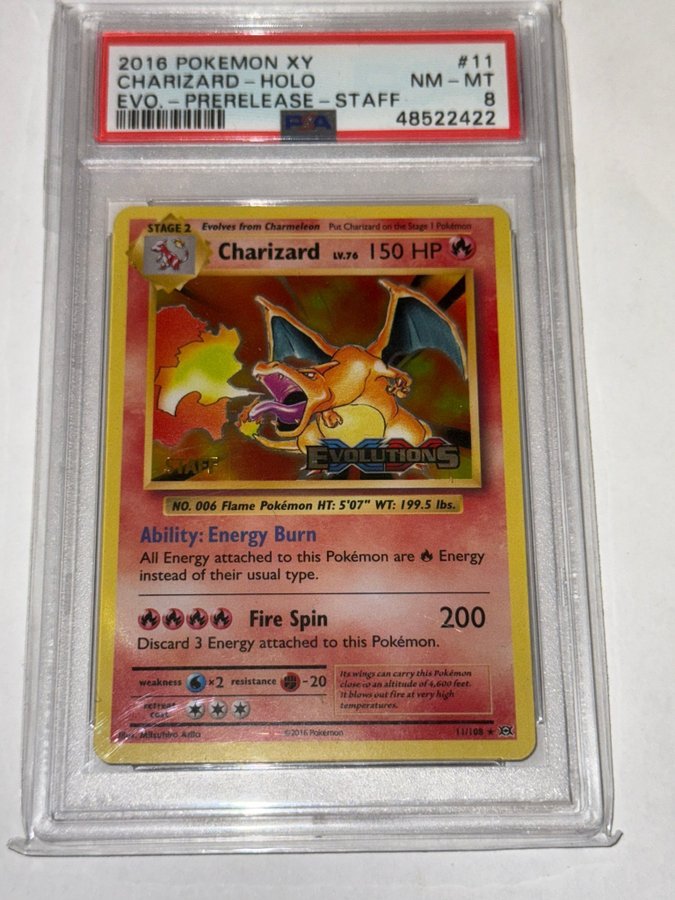 2016 POKEMON XY #11
CHARIZARD - HOLO NM - MT
EVO. - PRERELEASE - STAFF 8
PSA 48522422
STAGE 2 Evolves from Charmeleon Put Charizard on the Stage 1 Pokémon
Charizard LV.76 150 HP
STAFF EVOLUTIONS
NO. 006 Flame Pokémon HT: 5'07" WT: 199.5 lbs.
Ability: Energy Burn
All Energy attached to this Pokémon are Energy
instead of their usual type.
Fire Spin 200
Discard 3 Energy attached to this Pokémon.
weakness ×2 resistance -20
retreat
cost
Its wings can carry this Pokémon
close to an altitude of 4,600 feet.
It blows out fire at very high
temperatures.
Illus. Mitsuhiro Arita ©2016 Pokémon 11/108 ★